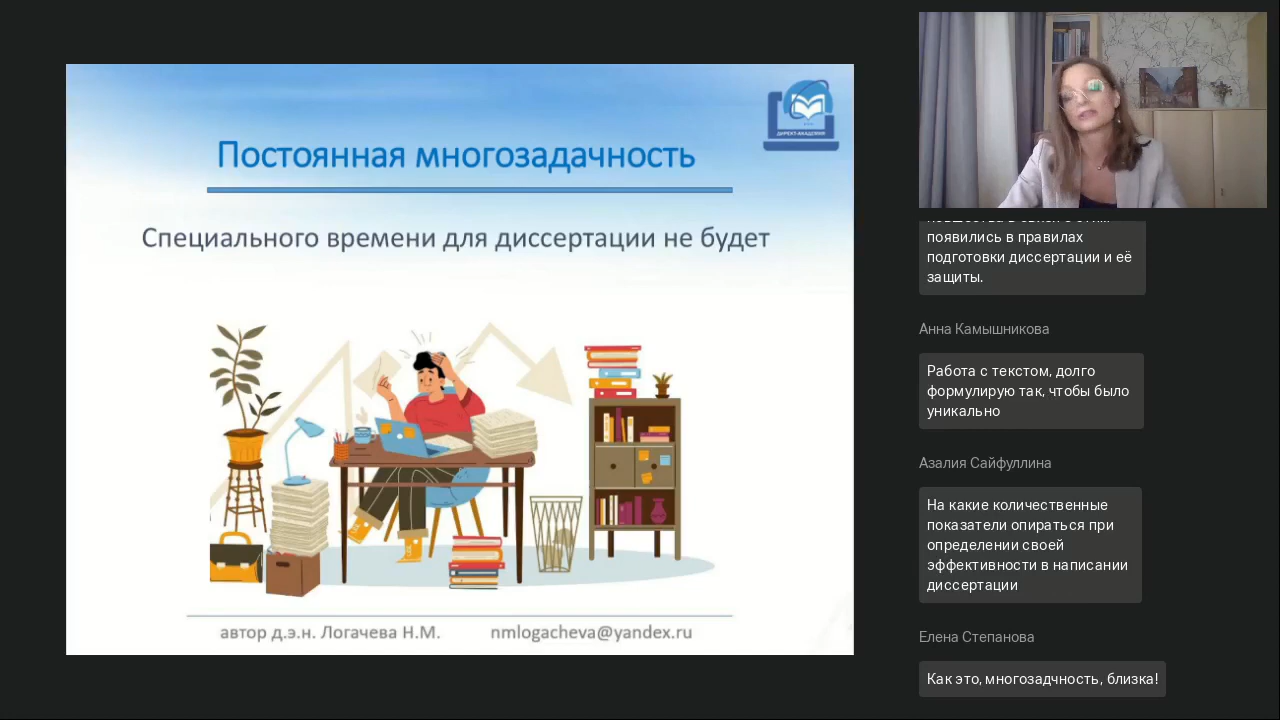 ДИРЕКТ-АКАДЕМИЯ
Постоянная многозадачность
Специального времени для диссертации не будет
автор д.э.н. Логачева Н.М. nmlogacheva@yandex.ru
появились в правилах
подготовки диссертации и её
защиты.
Анна Камышникова
Работа с текстом, долго
формулирую так, чтобы было
уникально
Азалия Сайфуллина
На какие количественные
показатели опираться при
определении своей
эффективности в написании
диссертации
Елена Степанова
Как это, многозадчность, близка!